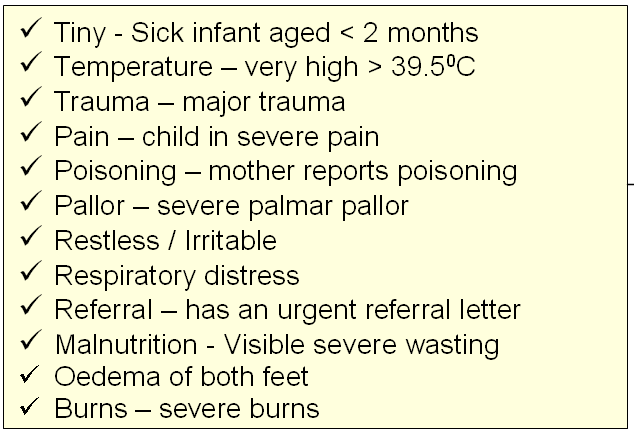 ✓ Tiny - Sick infant aged < 2 months
✓ Temperature – very high > 39.5⁰C
✓ Trauma – major trauma
✓ Pain – child in severe pain
✓ Poisoning – mother reports poisoning
✓ Pallor – severe palmar pallor
✓ Restless / Irritable
✓ Respiratory distress
✓ Referral – has an urgent referral letter
✓ Malnutrition - Visible severe wasting
✓ Oedema of both feet
✓ Burns – severe burns